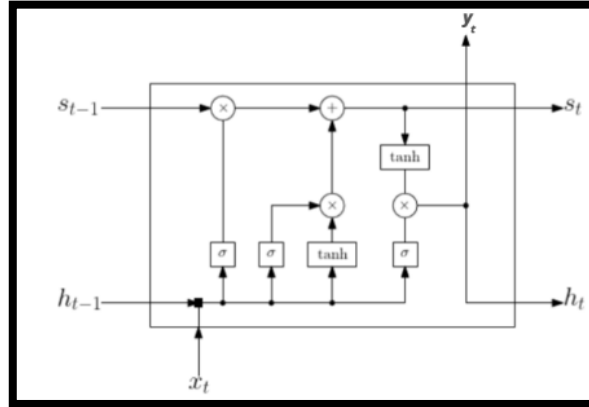 y_t
s_{t-1} × + s_t
tanh
× ×
σ σ tanh σ
h_{t-1} h_t
x_t